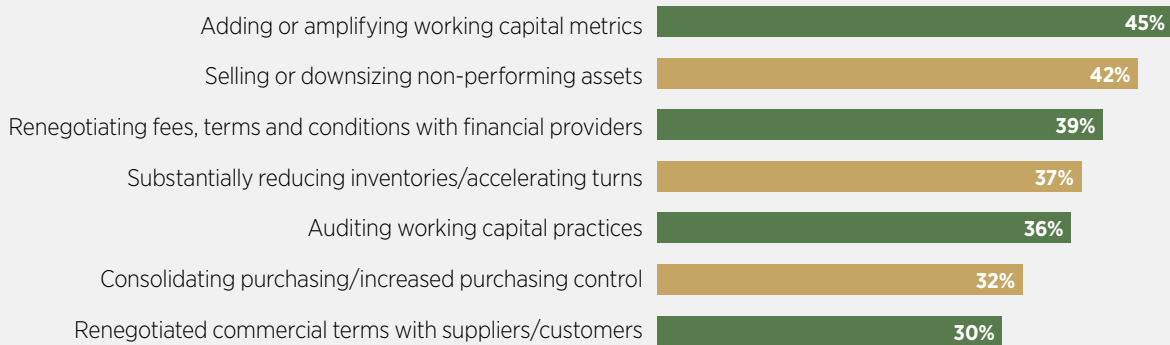 Adding or amplifying working capital metrics 45%
Selling or downsizing non-performing assets 42%
Renegotiating fees, terms and conditions with financial providers 39%
Substantially reducing inventories/accelerating turns 37%
Auditing working capital practices 36%
Consolidating purchasing/increased purchasing control 32%
Renegotiated commercial terms with suppliers/customers 30%